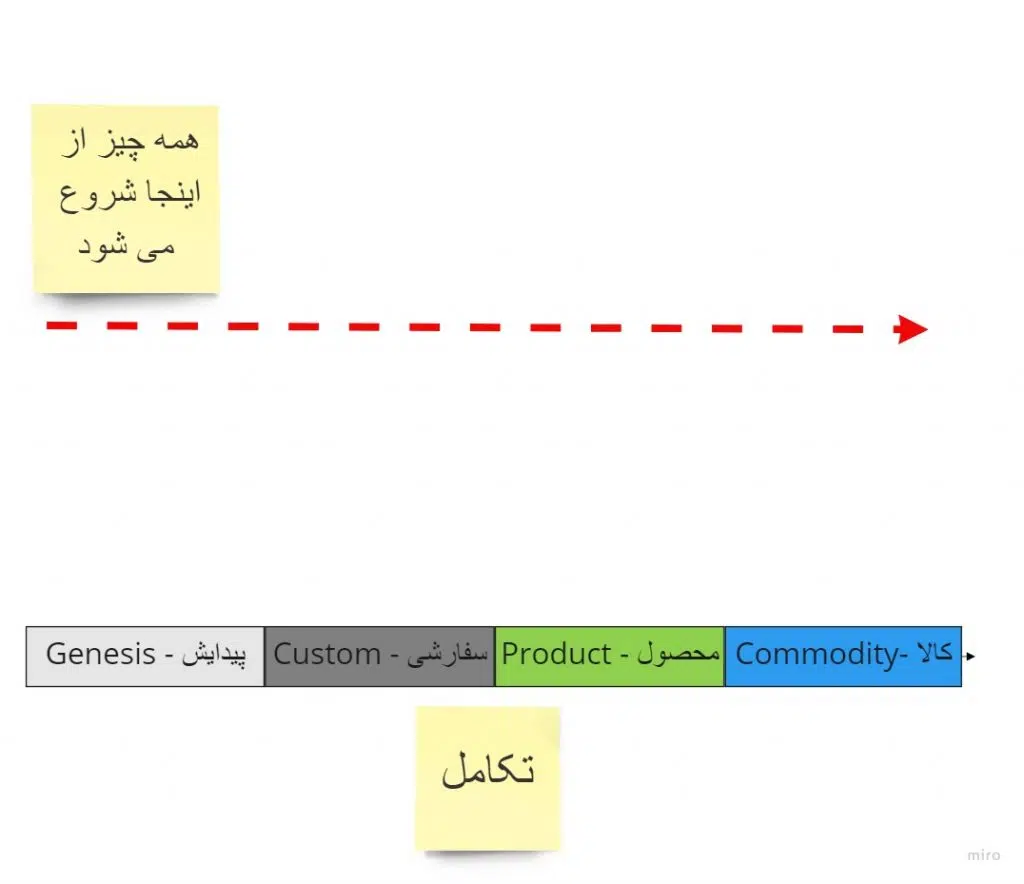 همه چیز از
اینجا شروع
می شود
Genesis - پیدایش
Custom - سفارشی
Product - محصول
Commodity- کالا
تکامل
miro